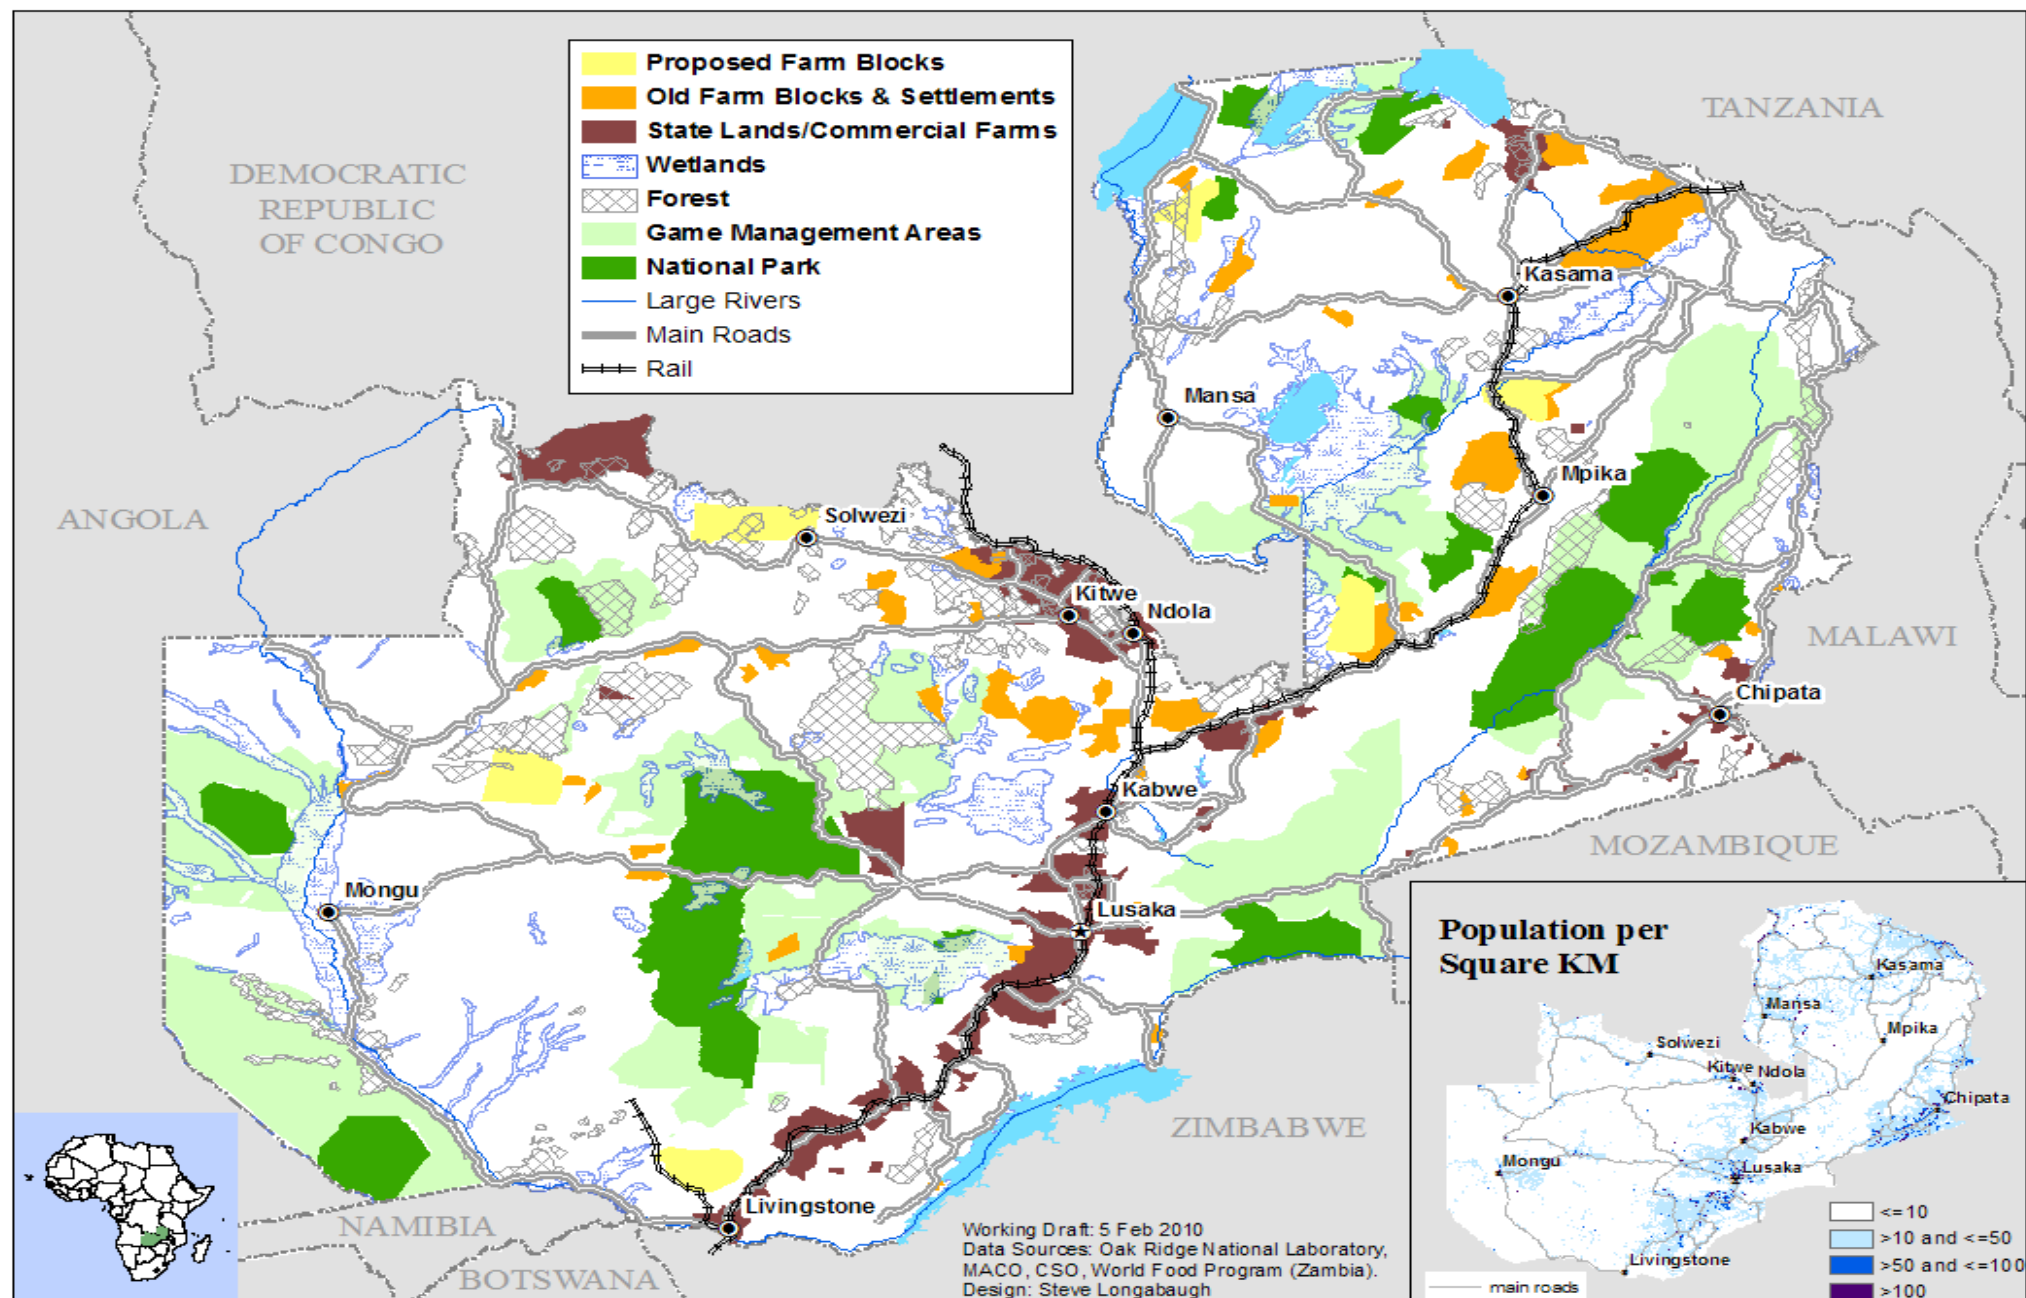 Proposed Farm Blocks
Old Farm Blocks & Settlements
State Lands/Commercial Farms
Wetlands
Forest
Game Management Areas
National Park
Large Rivers
Main Roads
Rail
TANZANIA
DEMOCRATIC
REPUBLIC
OF CONGO
Kasama
Mansa
Mpika
ANGOLA
Solwezi
Kitwe
Ndola
MALAWI
Chipata
Kabwe
MOZAMBIQUE
Mongu
Lusaka
ZIMBABWE
Livingstone
NAMIBIA
BOTSWANA
Working Draft: 5 Feb 2010
Data Sources: Oak Ridge National Laboratory,
MACO, CSO, World Food Program (Zambia).
Design: Steve Longabaugh
Population per
Square KM
Kasama
Mansa
Mpika
Solwezi
Kitwe
Ndola
Chipata
Kabwe
Mongu
Lusaka
Livingstone
<=10
>10 and <=50
>50 and <=100
>100
main roads